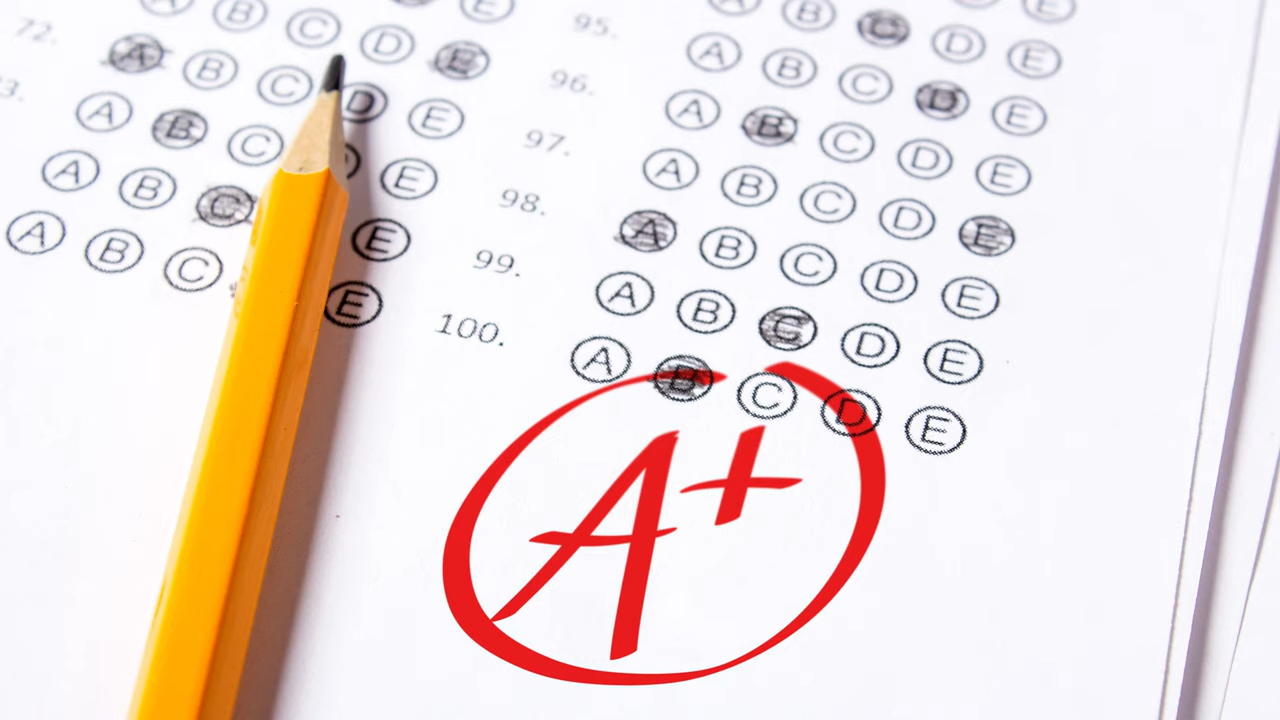 E
A B C D E
72. A B C D E
A B C E
A B C E
A B C E
E
A B C D E
95. A B C D E
96. A B C D E
97. A B C D E
98. A B C D E
99. A B C D E
100. A B C D E
A+